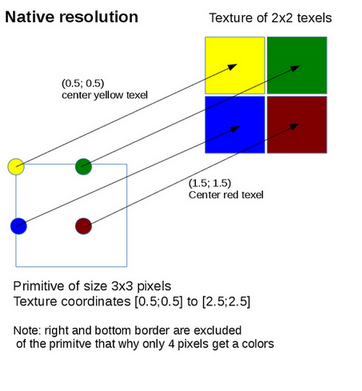 Native resolution
Texture of 2x2 texels
(0.5; 0.5)
center yellow texel
(1.5; 1.5)
Center red texel
Primitive of size 3x3 pixels
Texture coordinates [0.5;0.5] to [2.5;2.5]
Note: right and bottom border are excluded
of the primitve that why only 4 pixels get a colors